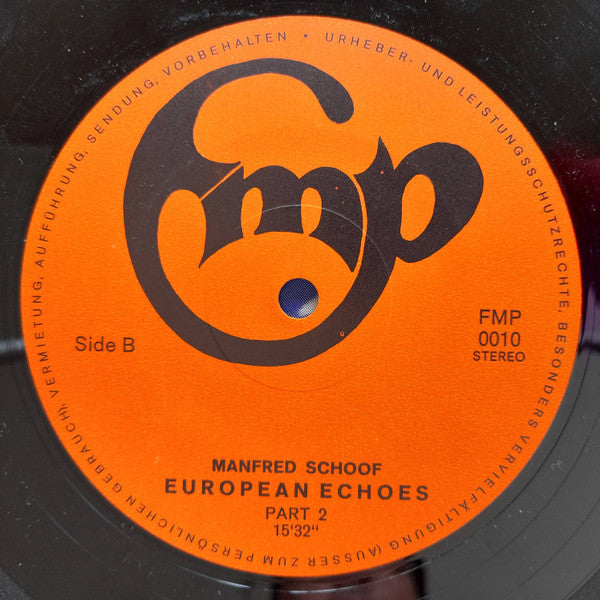 URHEBER- UND LEISTUNGSSCHUTZRECHTE, BESONDERS VERVIELFÄLTIGUNG (AUSSER ZUM PERSÖNLICHEN GEBRAUCH), VERMIETUNG, AUFFÜHRUNG, SENDUNG, VORBEHALTEN •
Fmp
Side B
FMP
0010
STEREO
MANFRED SCHOOF
EUROPEAN ECHOES
PART 2
15'32"